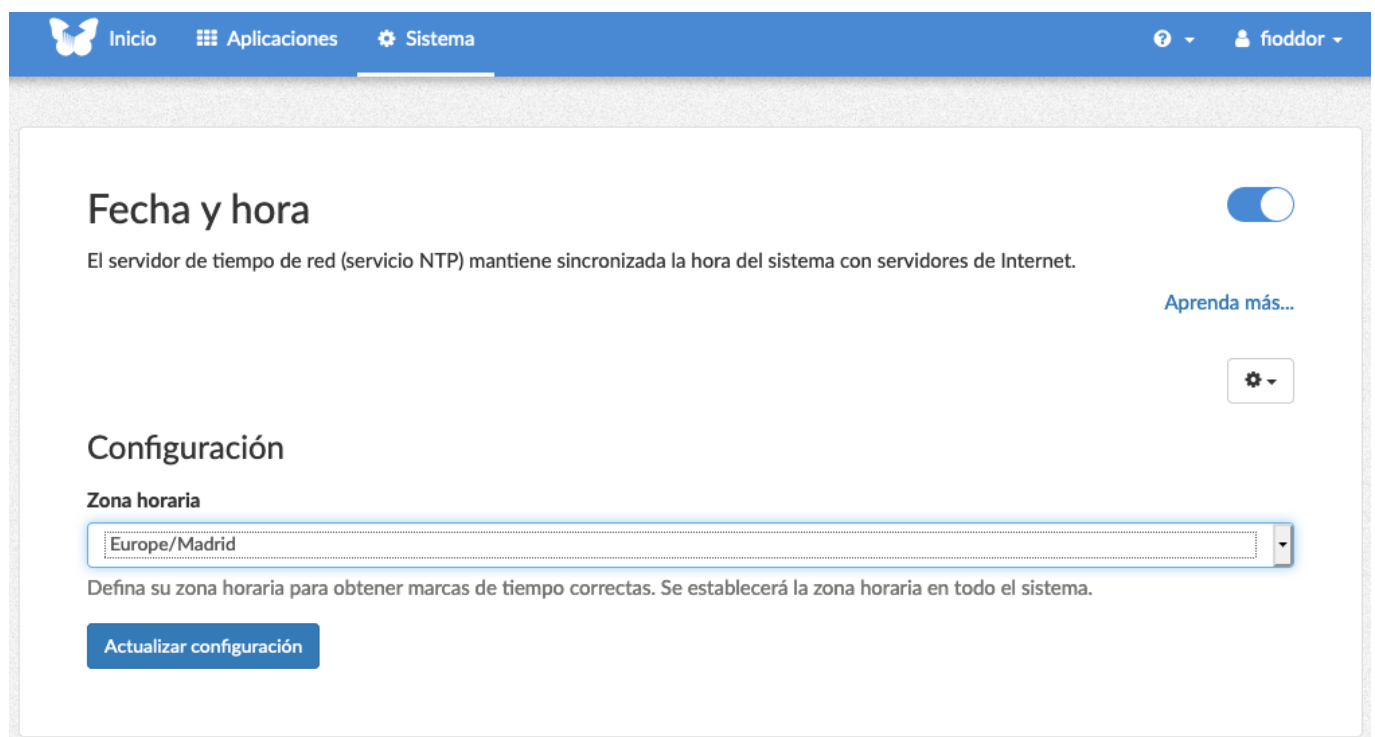 Inicio Aplicaciones Sistema fioddor
Fecha y hora
El servidor de tiempo de red (servicio NTP) mantiene sincronizada la hora del sistema con servidores de Internet.
Aprenda más...
Configuración
Zona horaria
Europe/Madrid
Defina su zona horaria para obtener marcas de tiempo correctas. Se establecerá la zona horaria en todo el sistema.
Actualizar configuración